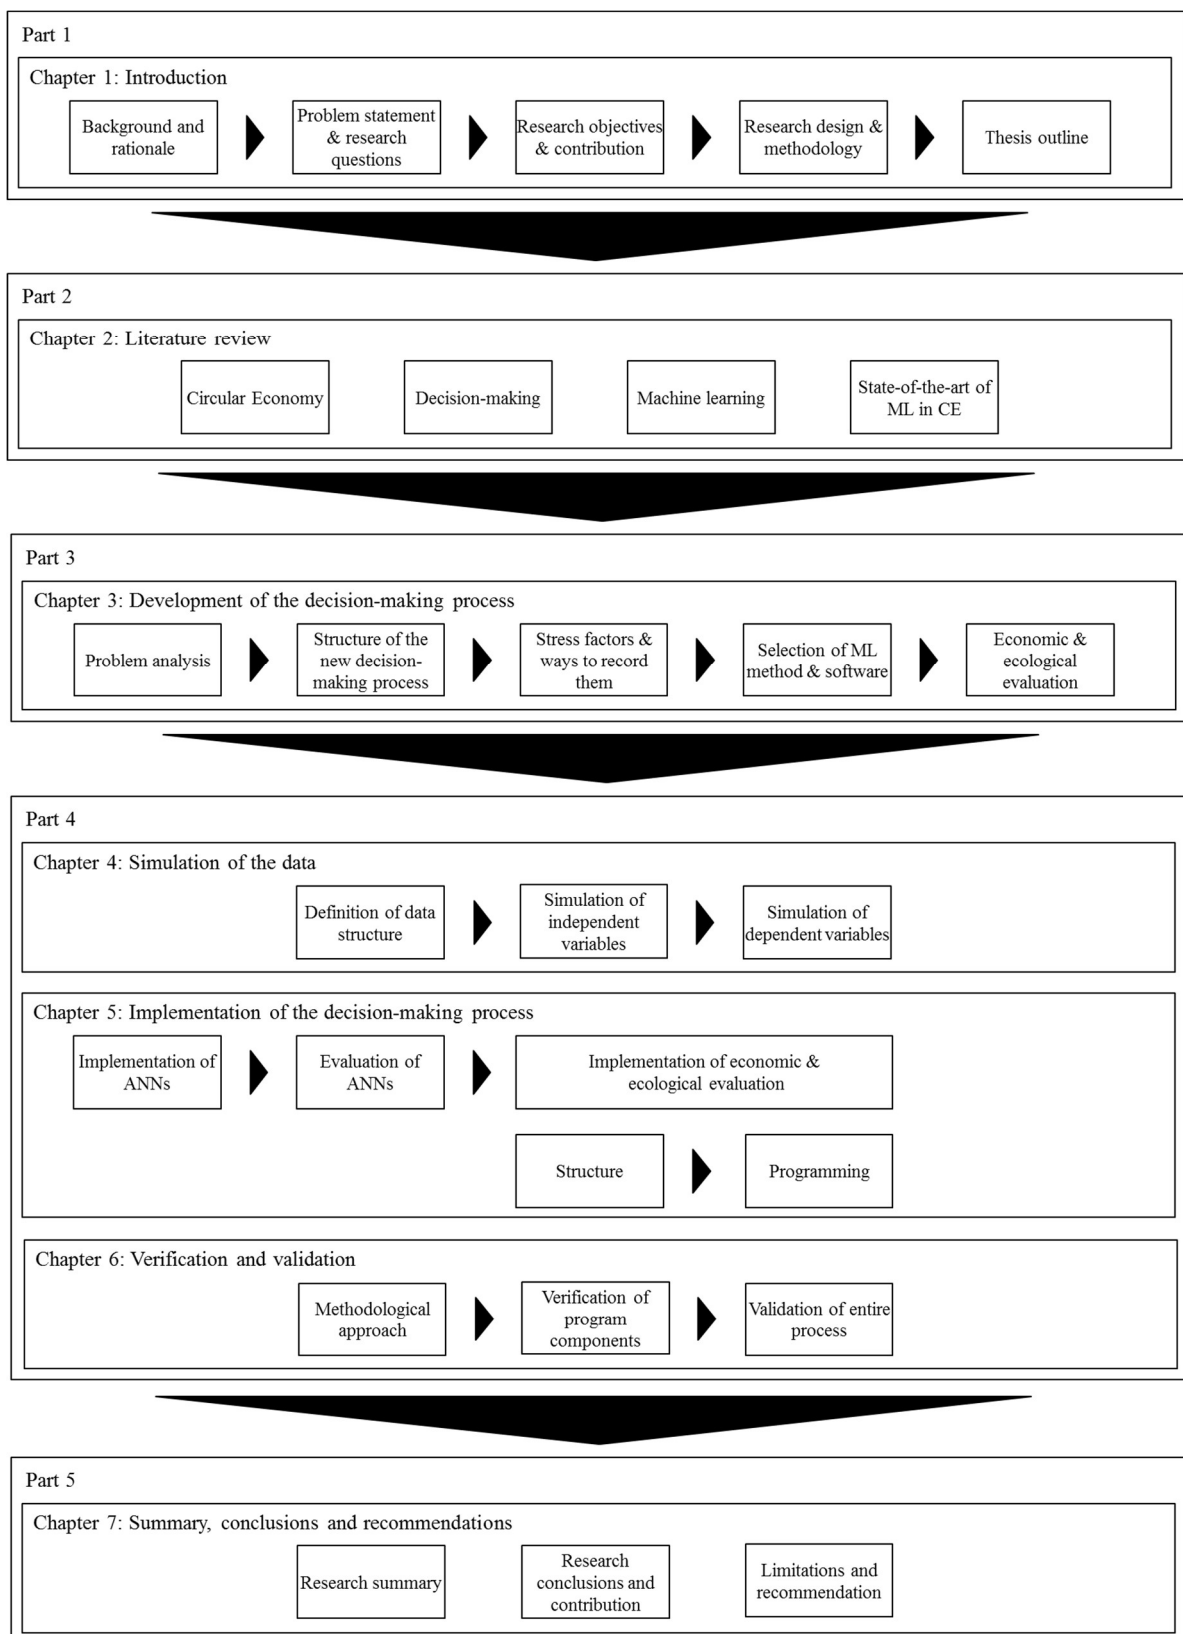 Part 1
Chapter 1: Introduction
Background and
rationale
Problem statement
& research
questions
Research objectives
& contribution
Research design &
methodology
Thesis outline
Part 2
Chapter 2: Literature review
Circular Economy
Decision-making
Machine learning
State-of-the-art of
ML in CE
Part 3
Chapter 3: Development of the decision-making process
Problem analysis
Structure of the
new decision-
making process
Stress factors &
ways to record
them
Selection of ML
method & software
Economic &
ecological
evaluation
Part 4
Chapter 4: Simulation of the data
Definition of data
structure
Simulation of
independent
variables
Simulation of
dependent variables
Chapter 5: Implementation of the decision-making process
Implementation of
ANNs
Evaluation of
ANNs
Implementation of economic &
ecological evaluation
Structure
Programming
Chapter 6: Verification and validation
Methodological
approach
Verification of
program
components
Validation of entire
process
Part 5
Chapter 7: Summary, conclusions and recommendations
Research summary
Research
conclusions and
contribution
Limitations and
recommendation